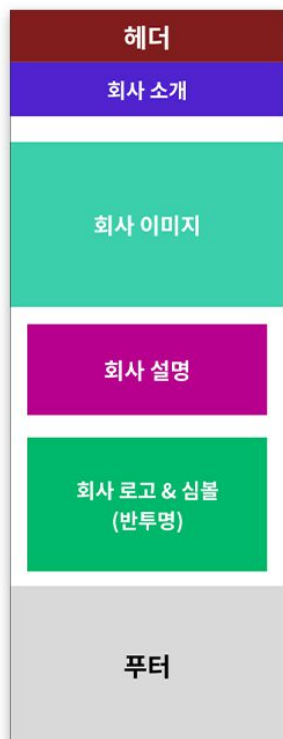 헤더
회사 소개
회사 이미지
회사 설명
회사 로고 & 심볼
(반투명)
푸터